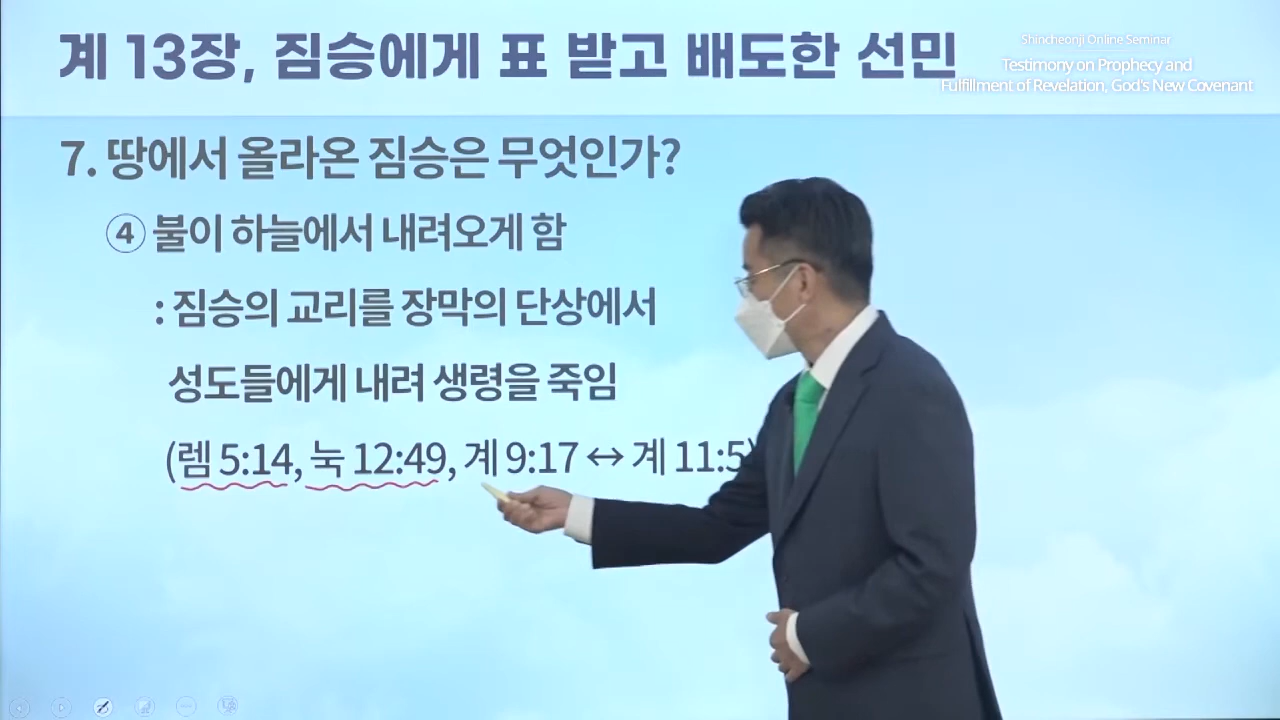 계 13장, 짐승에게 표 받고 배도한 선민
Shincheonji Online Seminar
Testimony on Prophecy and
Fulfillment of Revelation, God's New Covenant
7. 땅에서 올라온 짐승은 무엇인가?
④ 불이 하늘에서 내려오게 함
: 짐승의 교리를 장막의 단상에서
성도들에게 내려 생령을 죽임
(렘 5:14, 눅 12:49, 계 9:17 ↔ 계 11:5)